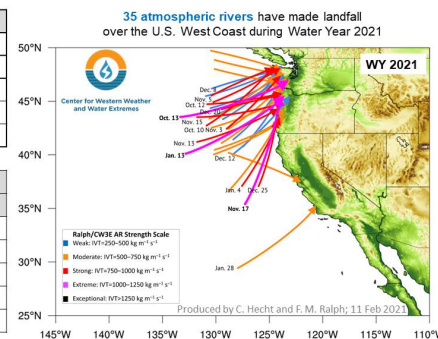 35 atmospheric rivers have made landfall
over the U.S. West Coast during Water Year 2021
50°N
45°N
40°N
35°N
30°N
25°N
WY 2021
Center for Western Weather
and Water Extremes
Dec. 8
Nov. 5
Oct. 12
Oct. 13
Nov. 15
Oct. 10 Nov. 3
Nov. 13
Jan. 13
Dec. 12
Jan. 4
Dec. 25
Nov. 17
Jan. 28
Ralph/CW3E AR Strength Scale
Weak: IVT=250–500 kg m⁻¹ s⁻¹
Moderate: IVT=500–750 kg m⁻¹ s⁻¹
Strong: IVT=750–1000 kg m⁻¹ s⁻¹
Extreme: IVT=1000–1250 kg m⁻¹ s⁻¹
Exceptional: IVT>1250 kg m⁻¹ s⁻¹
Produced by C. Hecht and F. M. Ralph; 11 Feb 2021
145°W
140°W
135°W
130°W
125°W
120°W
115°W